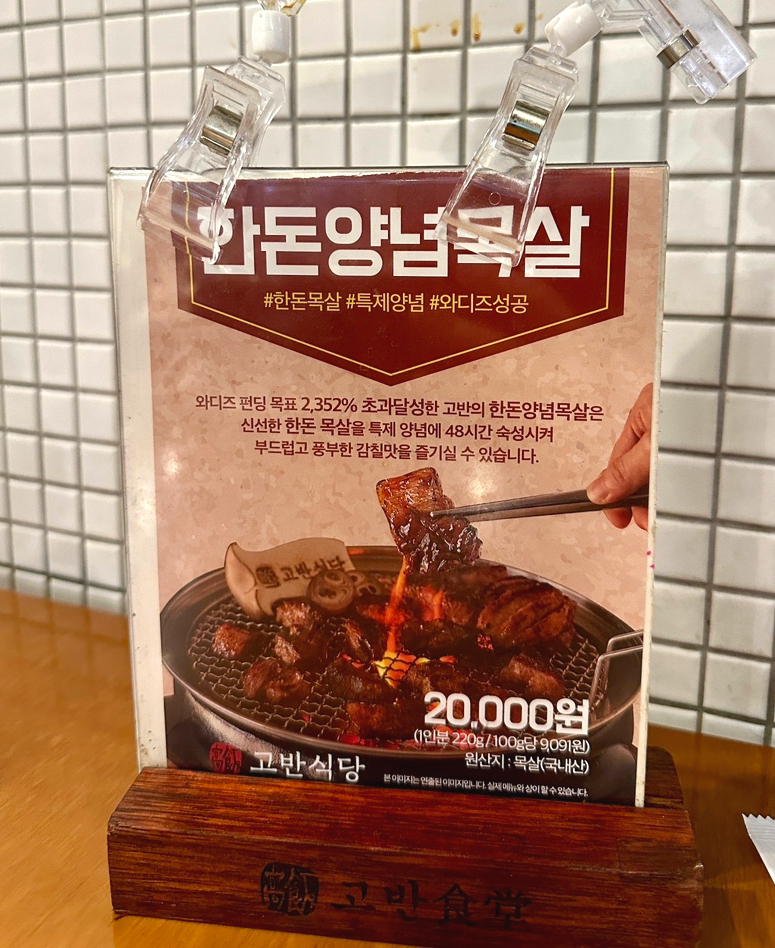 한돈양념목살
#한돈목살 #특제양념 #와디즈성공
와디즈 펀딩 목표 2,352% 초과달성한 고반의 한돈양념목살은
신선한 한돈 목살을 특제 양념에 48시간 숙성시켜
부드럽고 풍부한 감칠맛을 즐기실 수 있습니다.
고반식당
20,000원
(1인분 220g / 100g당 9,091원)
원산지 : 목살(국내산)
고반식당
본 이미지는 연출된 이미지입니다. 실제 메뉴와 상이 할 수 있습니다.
고반食堂